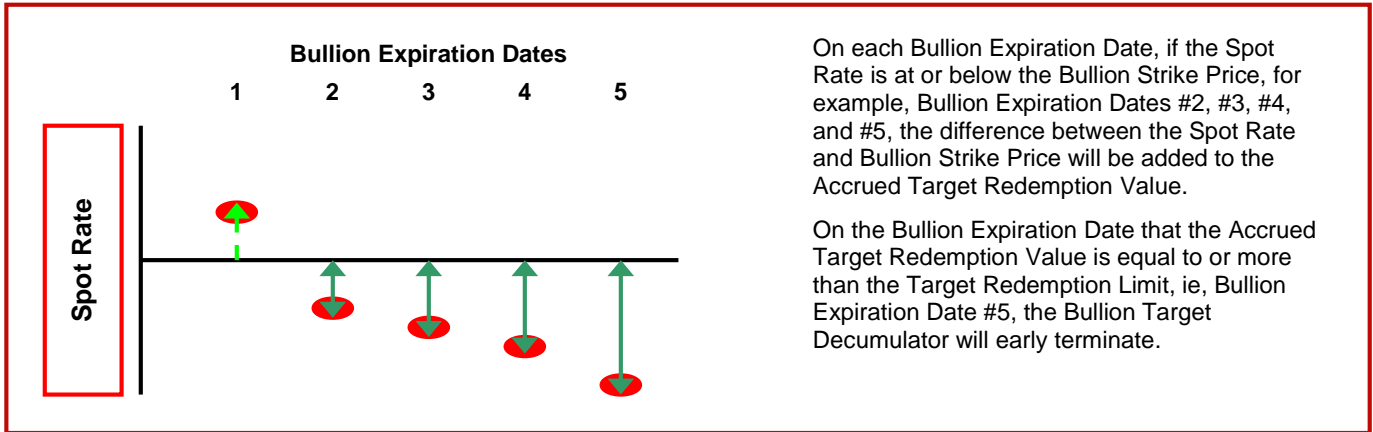 Bullion Expiration Dates
1 2 3 4 5
Spot Rate
On each Bullion Expiration Date, if the Spot
Rate is at or below the Bullion Strike Price, for
example, Bullion Expiration Dates #2, #3, #4,
and #5, the difference between the Spot Rate
and Bullion Strike Price will be added to the
Accrued Target Redemption Value.
On the Bullion Expiration Date that the Accrued
Target Redemption Value is equal to or more
than the Target Redemption Limit, ie, Bullion
Expiration Date #5, the Bullion Target
Decumulator will early terminate.